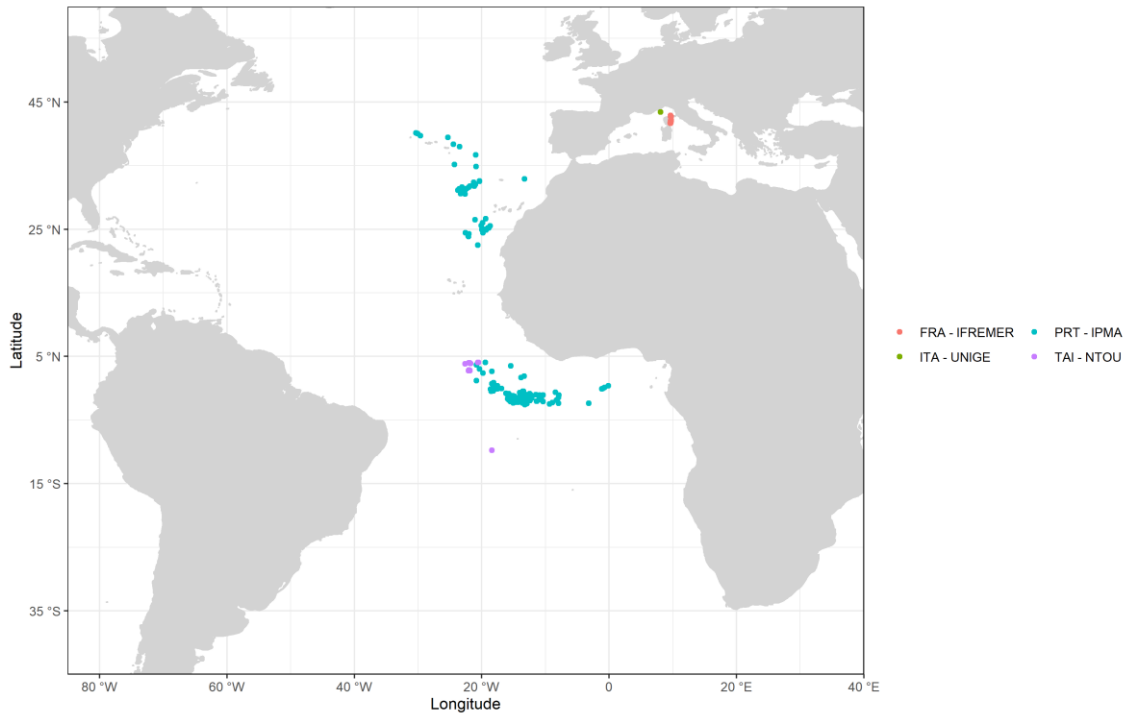 45 °N
25 °N
5 °N
15 °S
35 °S
Latitude
80 °W
60 °W
40 °W
20 °W
0
20 °E
40 °E
Longitude
FRA - IFREMER
PRT - IPMA
ITA - UNIGE
TAI - NTOU